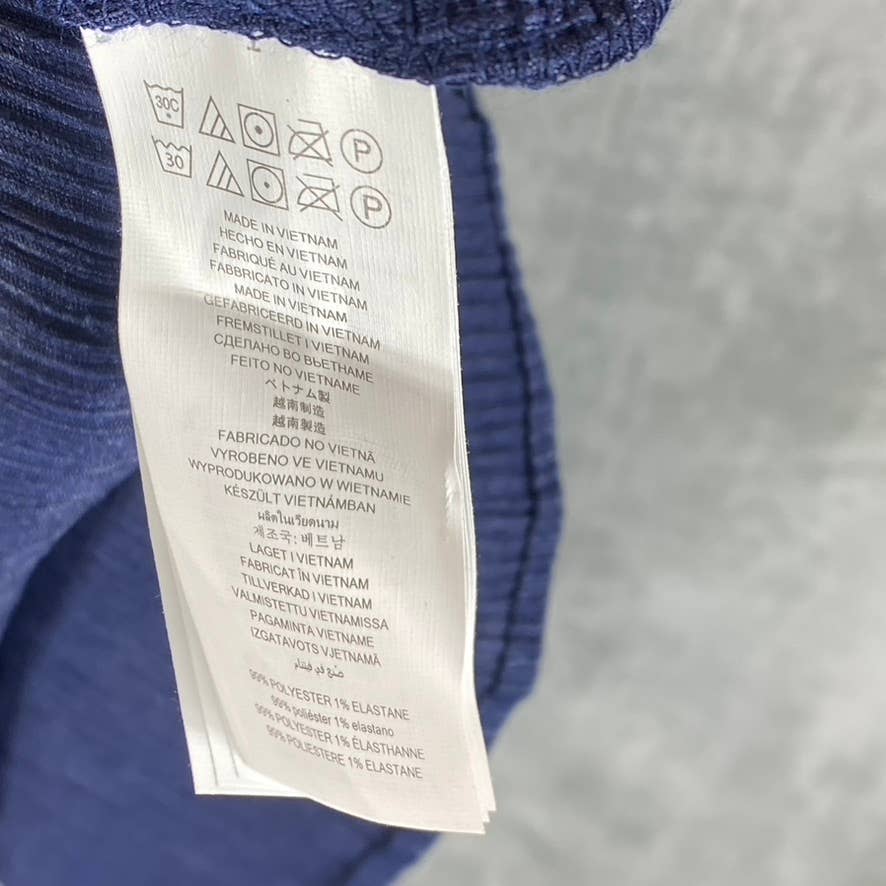 30C P
30 P
MADE IN VIETNAM
HECHO EN VIETNAM
FABRIQUÉ AU VIETNAM
FABBRICATO IN VIETNAM
MADE IN VIETNAM
GEFABRICEERD IN VIETNAM
FREMSTILLET I VIETNAM
СДЕЛАНО ВО ВЬЕТНАМЕ
FEITO NO VIETNAME
ベトナム製
越南制造
越南製造
FABRICADO NO VIETNÃ
VYROBENO VE VIETNAMU
WYPRODUKOWANO W WIETNAMIE
KÉSZÜLT VIETNÁMBAN
ผลิตในเวียดนาม
제조국: 베트남
LAGET I VIETNAM
FABRICAT ÎN VIETNAM
TILLVERKAD I VIETNAM
VALMISTETTU VIETNAMISSA
PAGAMINTA VIETNAME
IZGATAVOTS VJETNAMĀ
صنع في فيتنام
99% POLYESTER 1% ELASTANE
99% poliéster 1% elastano
99% POLYESTER 1% ÉLASTHANNE
99% POLIESTERE 1% ELASTANE